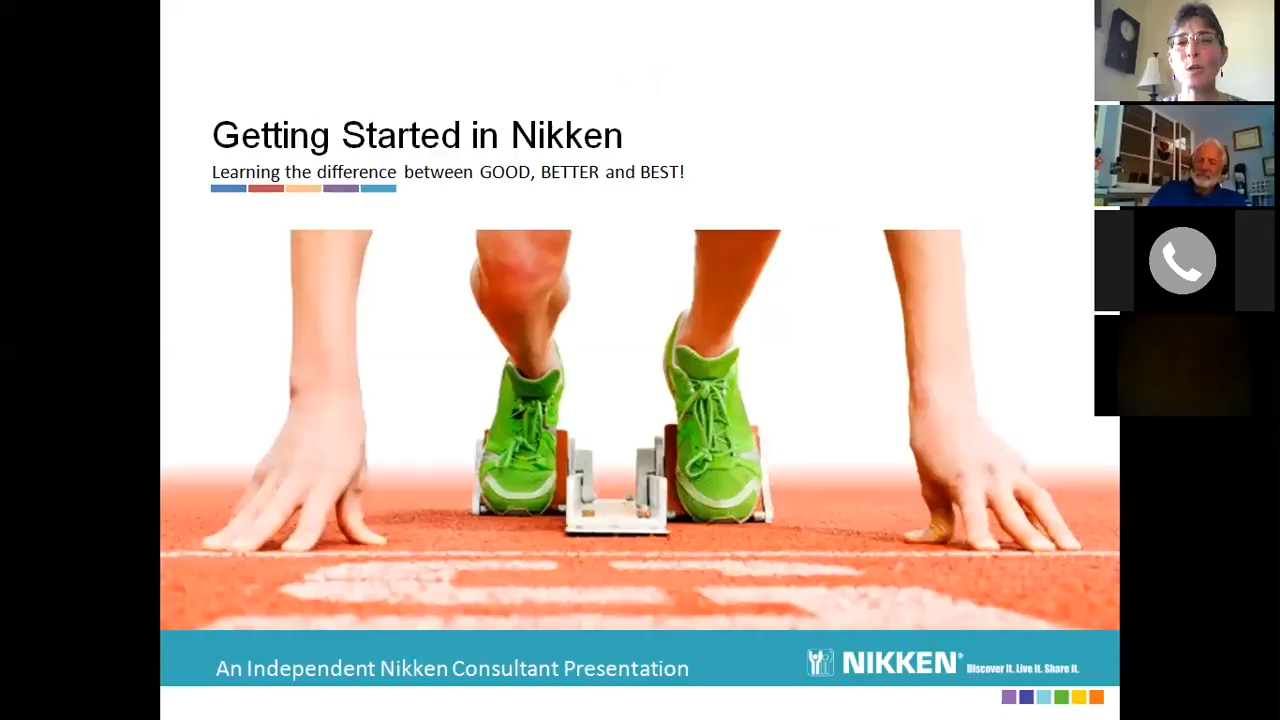 Getting Started in Nikken
Learning the difference between GOOD, BETTER and BEST!
An Independent Nikken Consultant Presentation
NIKKEN®
Discover It. Live It. Share It.